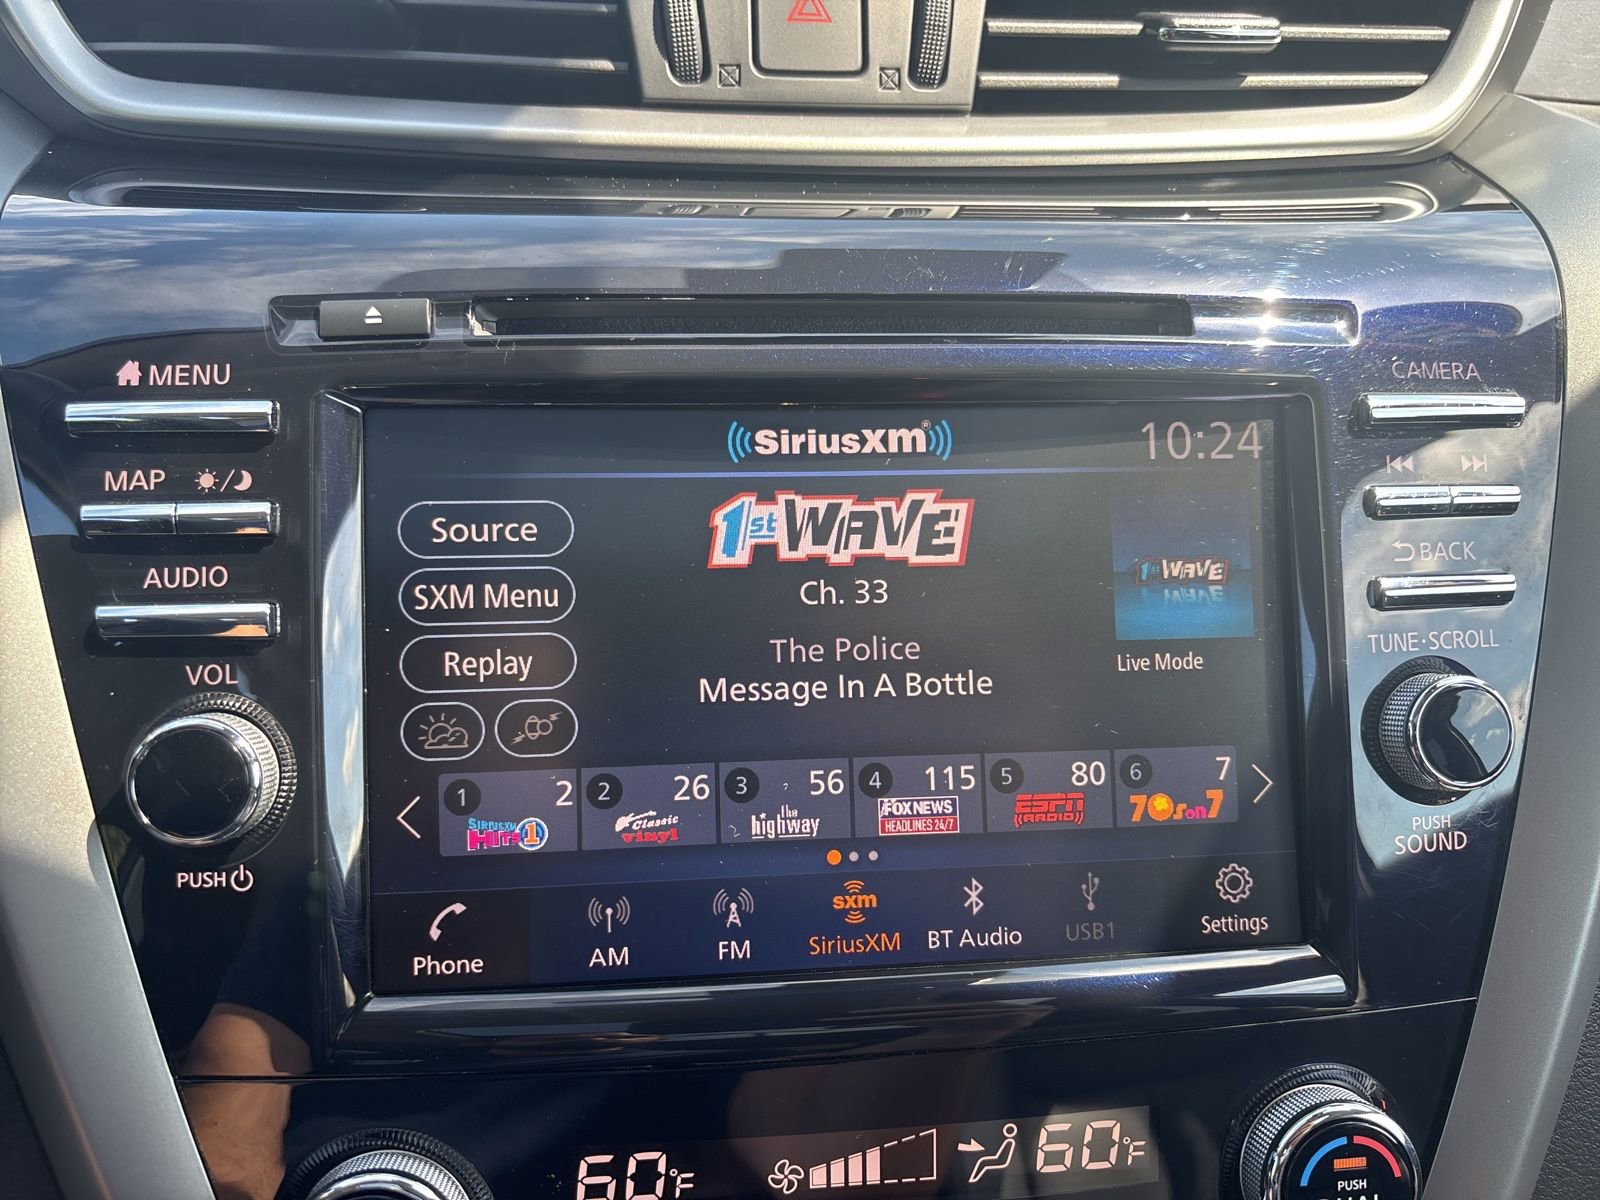 MENU
MAP
AUDIO
VOL
PUSH
CAMERA
BACK
TUNE·SCROLL
PUSH
SOUND
SiriusXM®
10:24
Source
SXM Menu
Replay
1st WAVE
Ch. 33
The Police
Message In A Bottle
1st WAVE
Live Mode
1 2
SIRIUSXM
HITS 1
2 26
Classic
vinyl
3 56
the
highway
4 115
FOX NEWS
HEADLINES 24/7
5 80
ESPN
RADIO
6 7
70s on 7
Phone
AM
FM
sxm
SiriusXM
BT Audio
USB1
Settings
60°F
60°F
PUSH